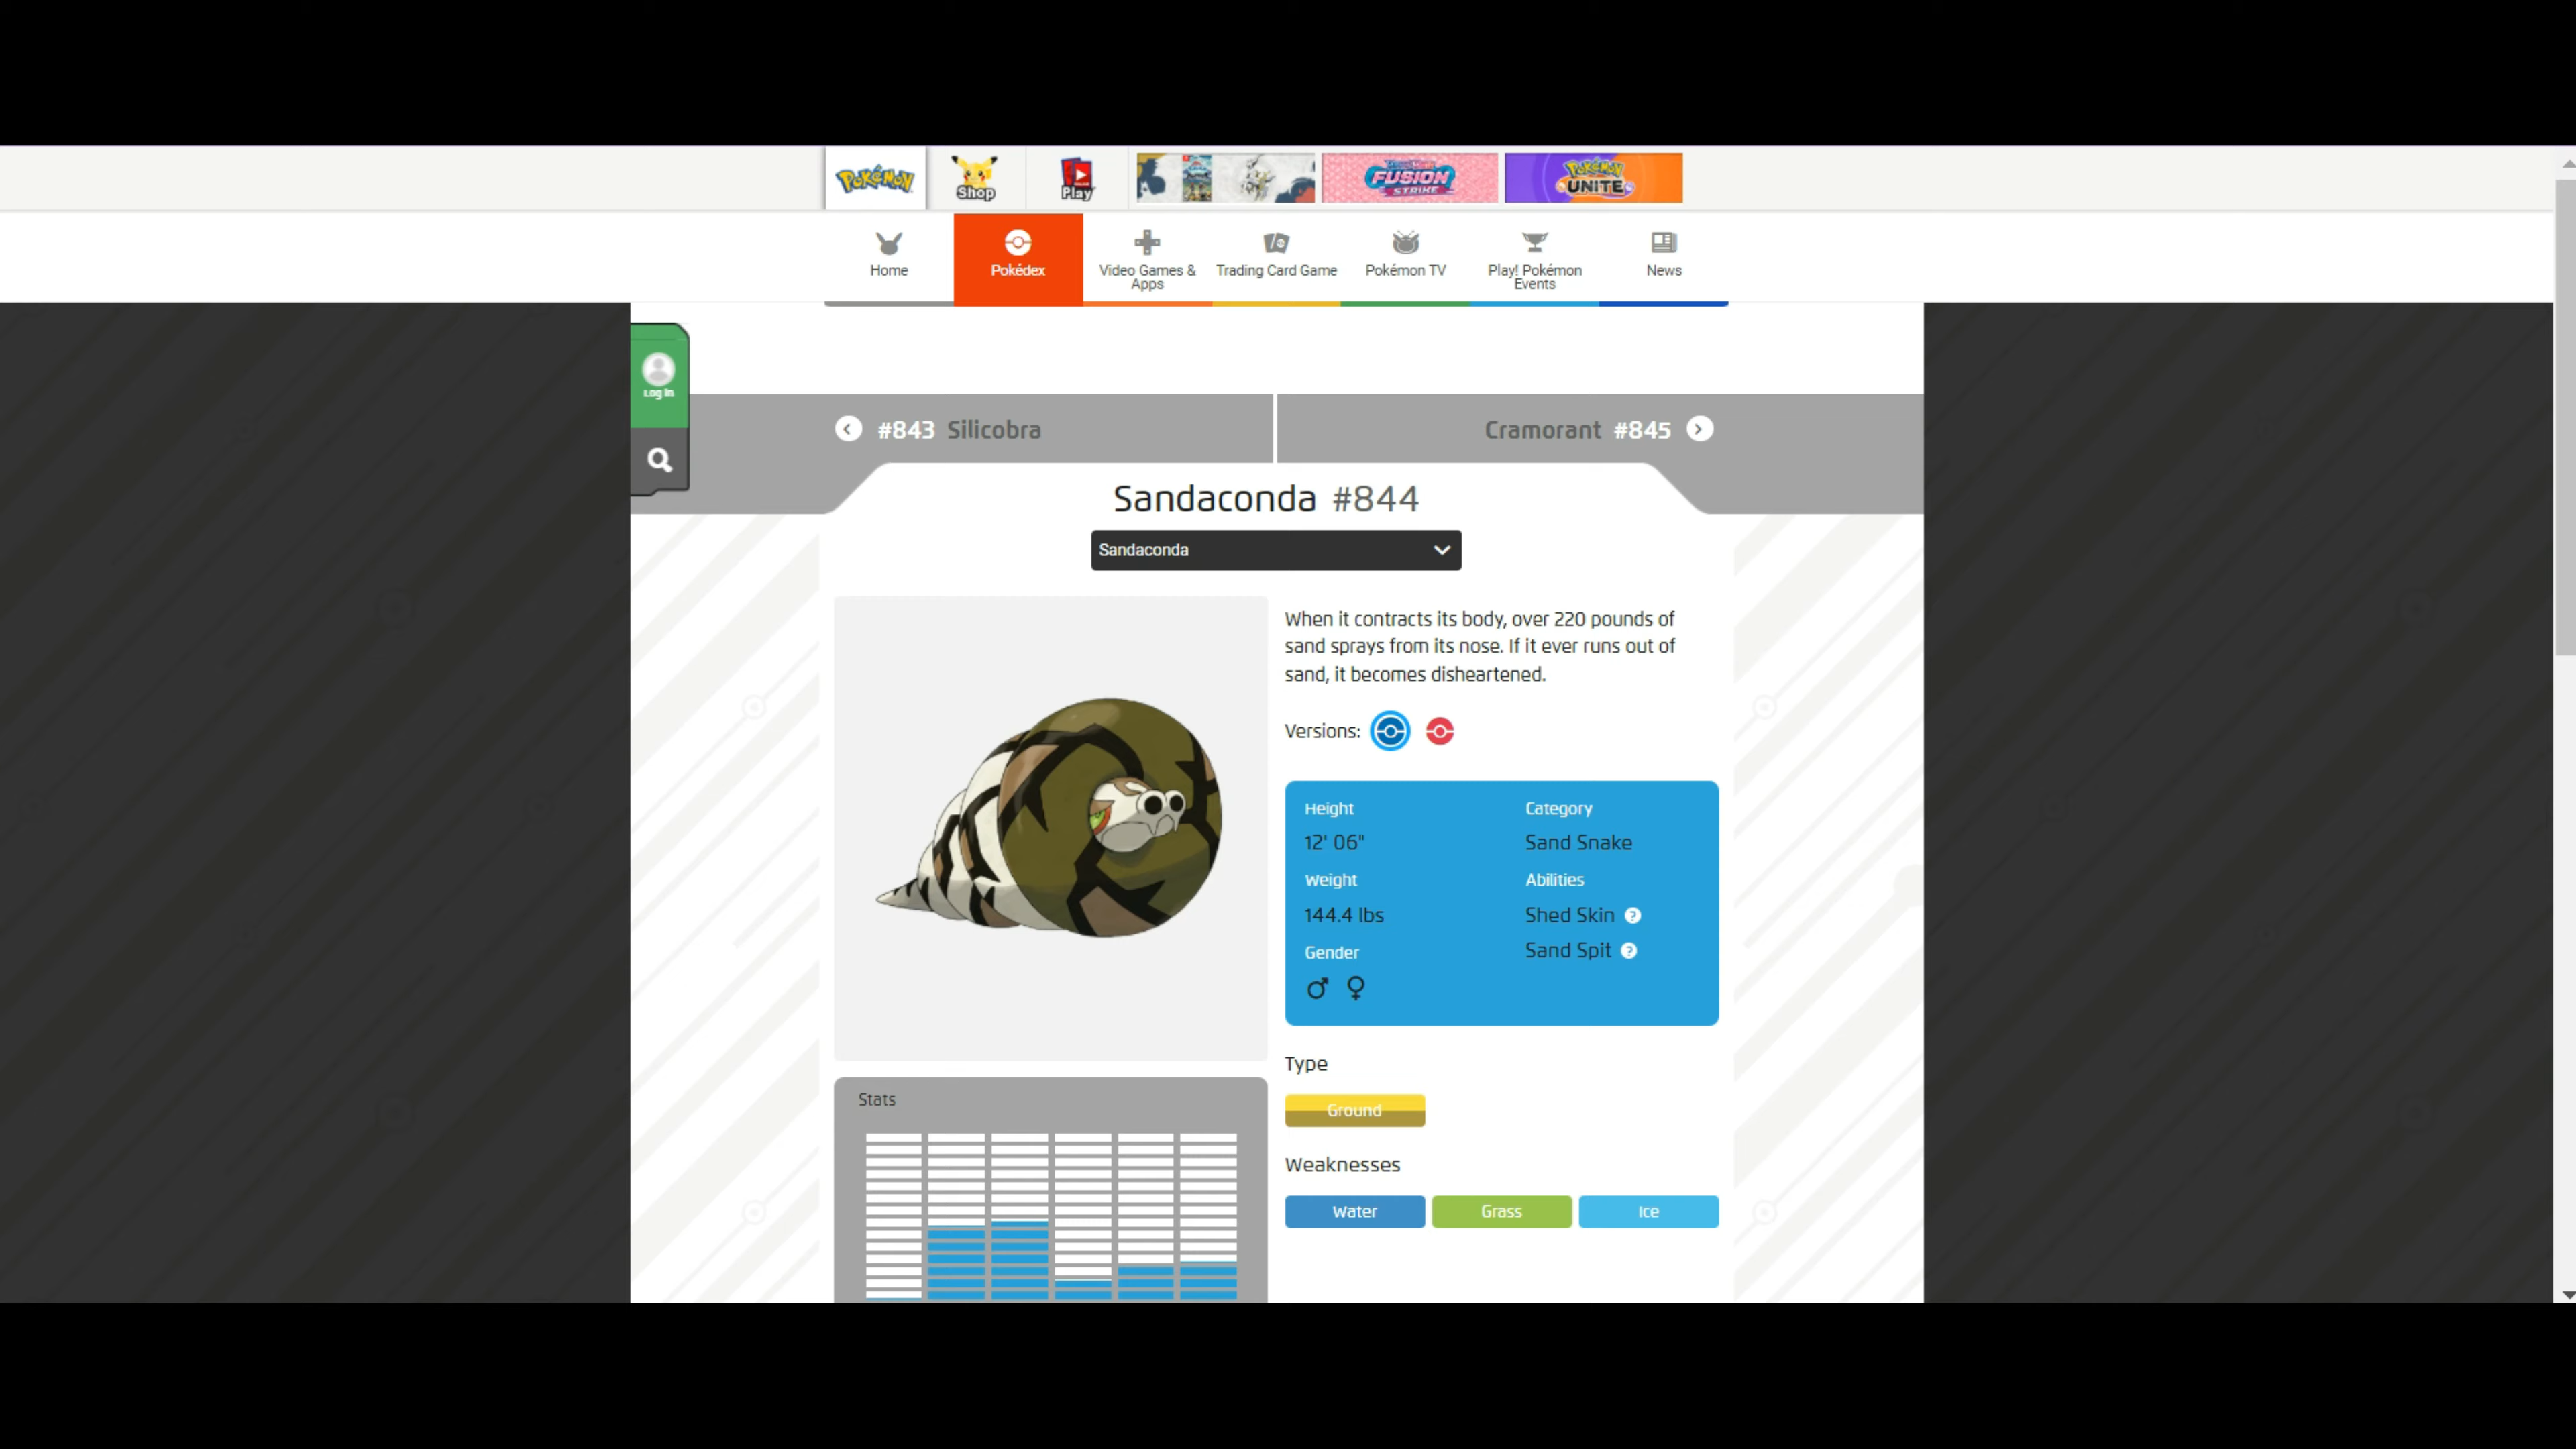 Pokémon
Shop
Play
FUSION
STRIKE
POKÉMON
UNITE
Home
Pokédex
Video Games &
Apps
Trading Card Game
Pokémon TV
Play! Pokémon
Events
News
Log In
#843 Silicobra
Cramorant #845
Sandaconda #844
Sandaconda
When it contracts its body, over 220 pounds of
sand sprays from its nose. If it ever runs out of
sand, it becomes disheartened.
Versions:
Height
12' 06"
Weight
144.4 lbs
Gender
Category
Sand Snake
Abilities
Shed Skin ?
Sand Spit ?
Type
Ground
Weaknesses
Water
Grass
Ice
Stats